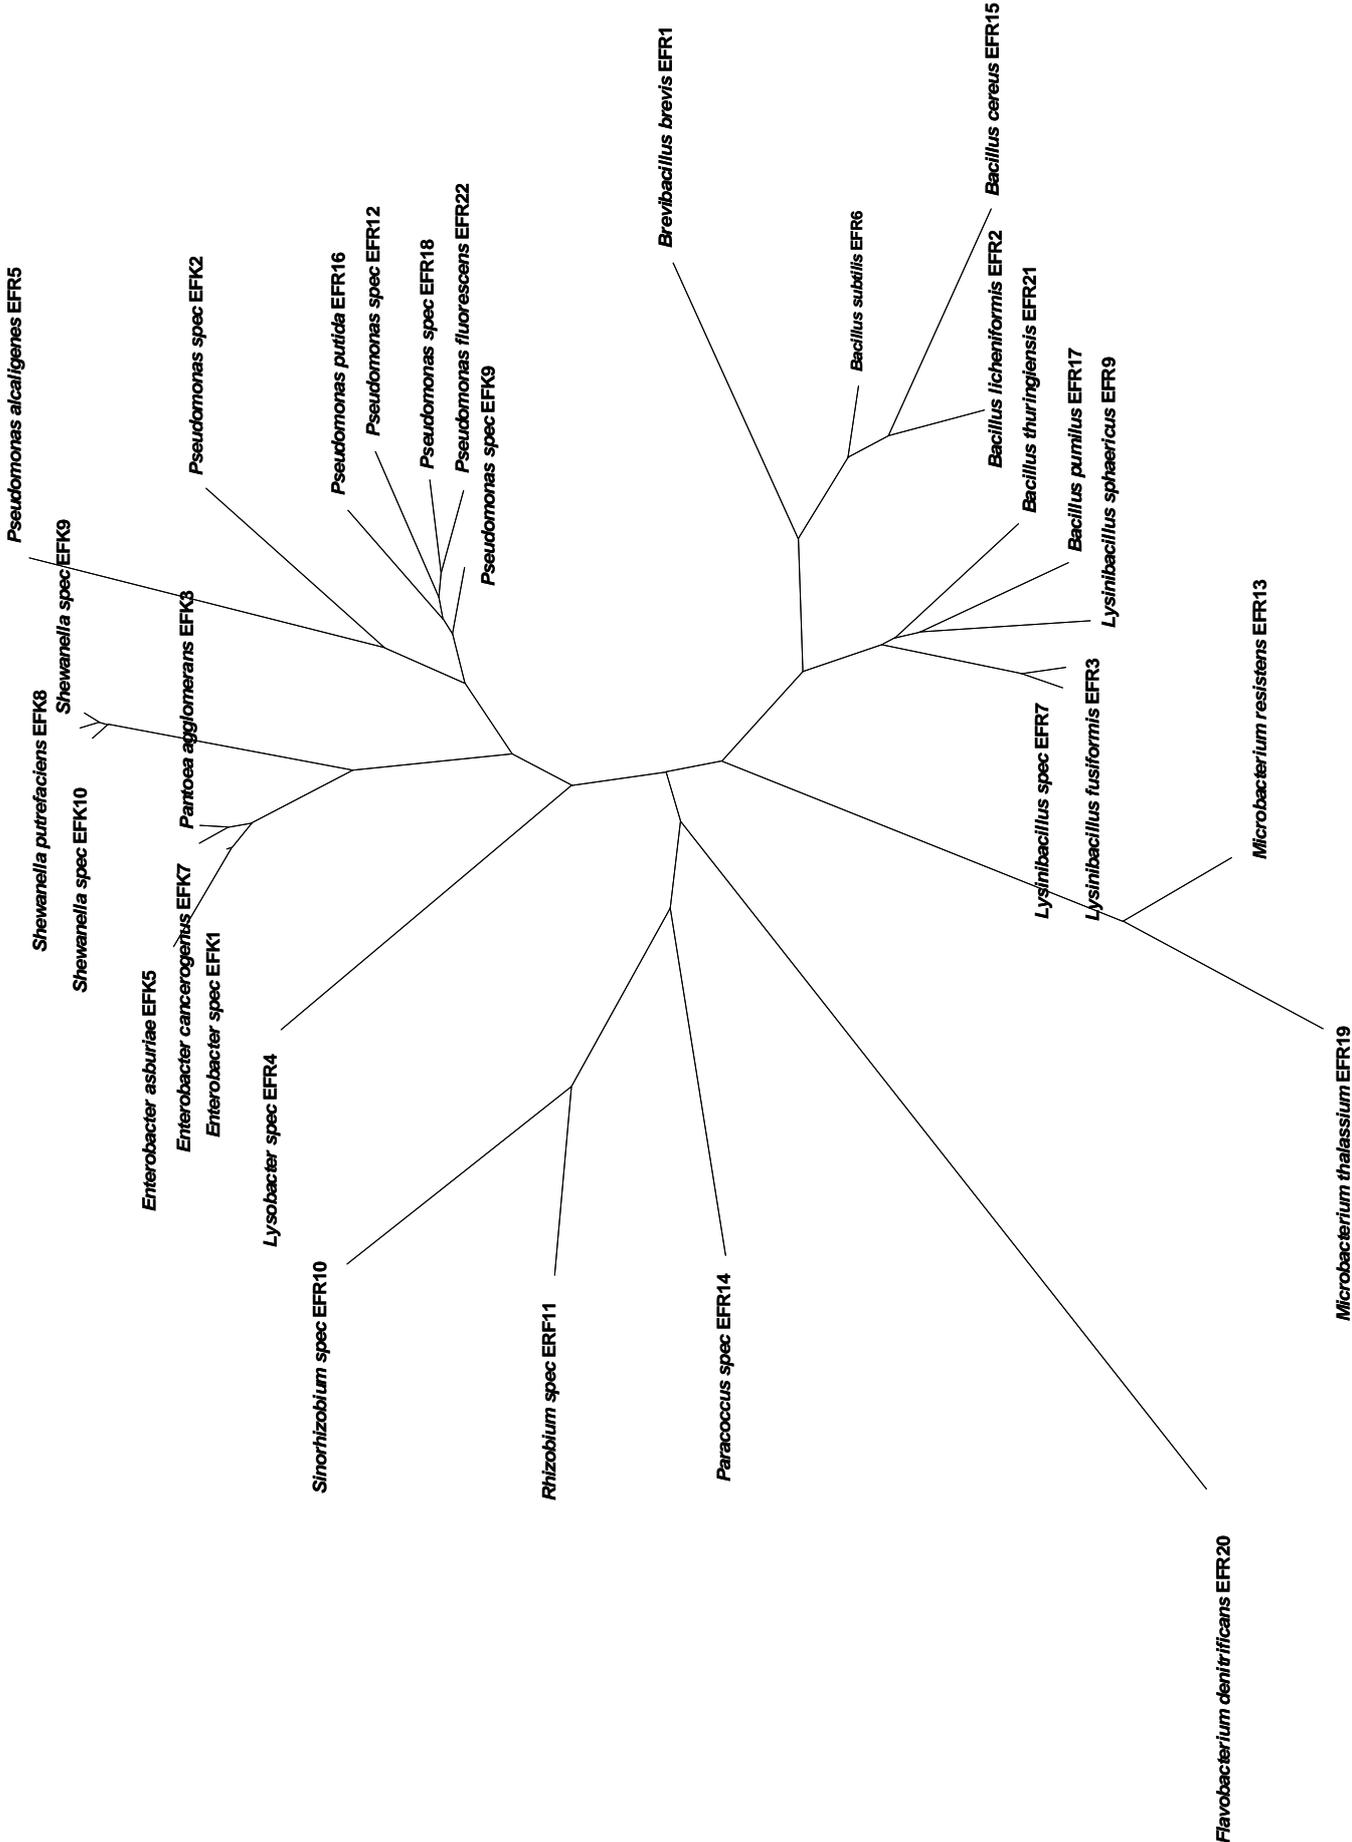 Pseudomonas alcaligenes EFR5
Shewanella spec EFK9
Shewanella putrefaciens EFK8
Shewanella spec EFK10
Pseudomonas spec EFK2
Pantoea agglomerans EFK3
Enterobacter asburiae EFK5
Enterobacter cancerogenus EFK7
Enterobacter spec EFK1
Lysobacter spec EFR4
Sinorhizobium spec EFR10
Pseudomonas putida EFR16
Pseudomonas spec EFR12
Pseudomonas spec EFR18
Pseudomonas fluorescens EFR22
Pseudomonas spec EFK9
Rhizobium spec ERF11
Brevibacillus brevis EFR1
Paracoccus spec EFR14
Bacillus subtilis EFR6
Bacillus cereus EFR15
Bacillus licheniformis EFR2
Bacillus thuringiensis EFR21
Bacillus pumilus EFR17
Lysinibacillus sphaericus EFR9
Lysinibacillus spec EFR7
Lysinibacillus fusiformis EFR3
Microbacterium resistens EFR13
Microbacterium thalassium EFR19
Flavobacterium denitrificans EFR20